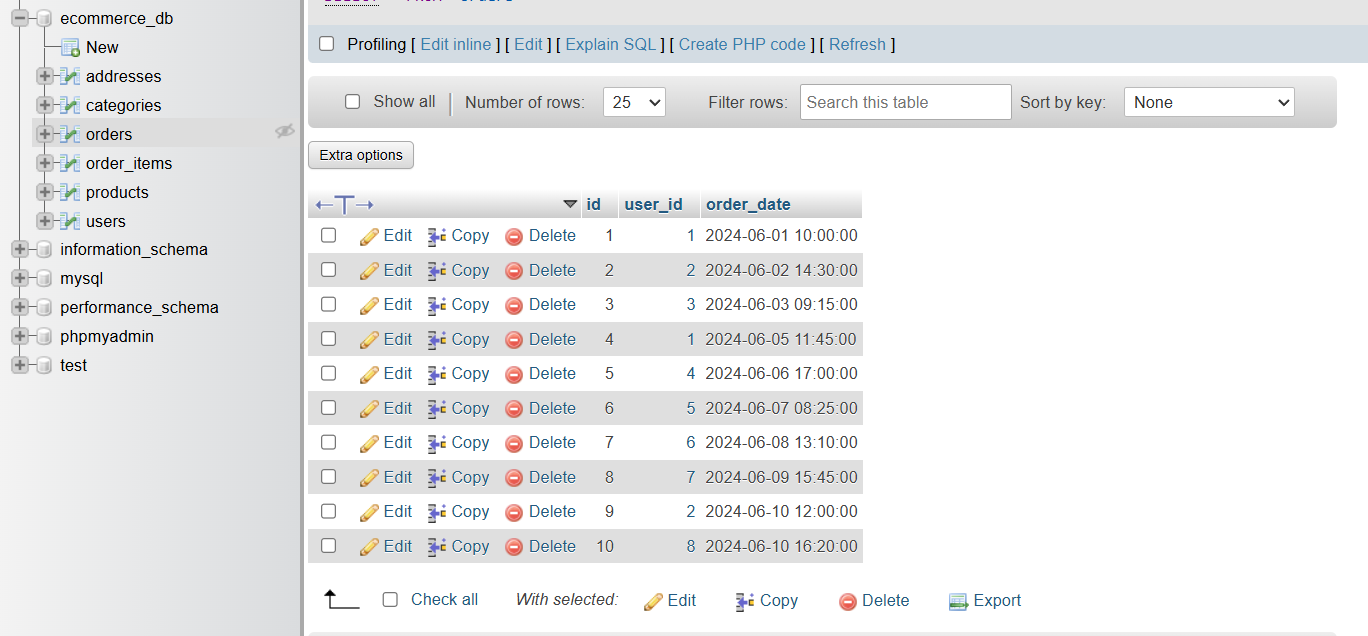 ecommerce_db
New
addresses
categories
orders
order_items
products
users
information_schema
mysql
performance_schema
phpmyadmin
test
Profiling [ Edit inline ] [ Edit ] [ Explain SQL ] [ Create PHP code ] [ Refresh ]
Show all Number of rows: 25 Filter rows: Search this table Sort by key: None
Extra options
id user_id order_date
Edit Copy Delete 1 1 2024-06-01 10:00:00
Edit Copy Delete 2 2 2024-06-02 14:30:00
Edit Copy Delete 3 3 2024-06-03 09:15:00
Edit Copy Delete 4 1 2024-06-05 11:45:00
Edit Copy Delete 5 4 2024-06-06 17:00:00
Edit Copy Delete 6 5 2024-06-07 08:25:00
Edit Copy Delete 7 6 2024-06-08 13:10:00
Edit Copy Delete 8 7 2024-06-09 15:45:00
Edit Copy Delete 9 2 2024-06-10 12:00:00
Edit Copy Delete 10 8 2024-06-10 16:20:00
Check all With selected: Edit Copy Delete Export